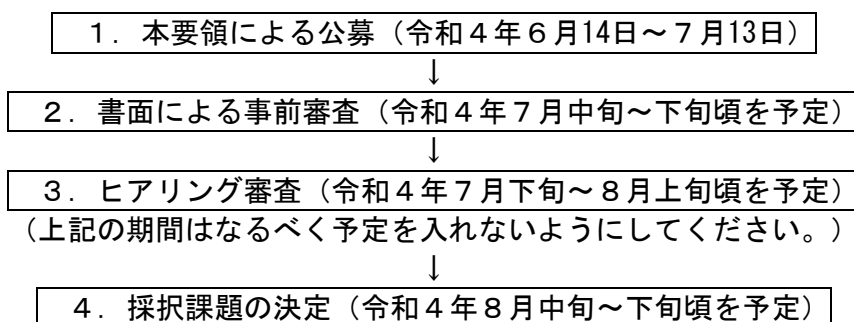 １．本要領による公募（令和４年６月14日～７月13日）
↓
２．書面による事前審査（令和４年７月中旬～下旬頃を予定）
↓
３．ヒアリング審査（令和４年７月下旬～８月上旬頃を予定）
（上記の期間はなるべく予定を入れないようにしてください。）
↓
４．採択課題の決定（令和４年８月中旬～下旬頃を予定）